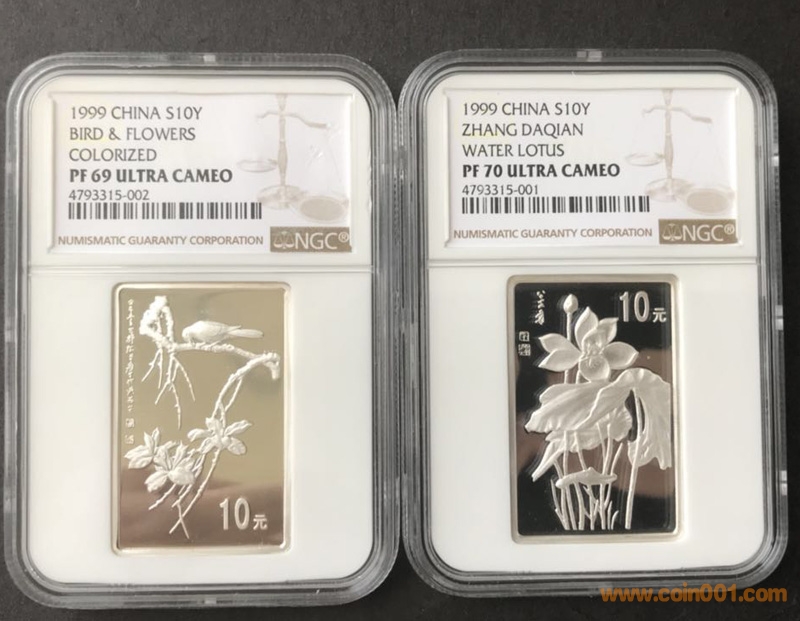 1999 CHINA S10Y
BIRD & FLOWERS
COLORIZED
PF 69 ULTRA CAMEO
4793315-002
NUMISMATIC GUARANTY CORPORATION NGC®
10元
1999 CHINA S10Y
ZHANG DAQIAN
WATER LOTUS
PF 70 ULTRA CAMEO
4793315-001
NUMISMATIC GUARANTY CORPORATION NGC®
10元
www.coin001.com